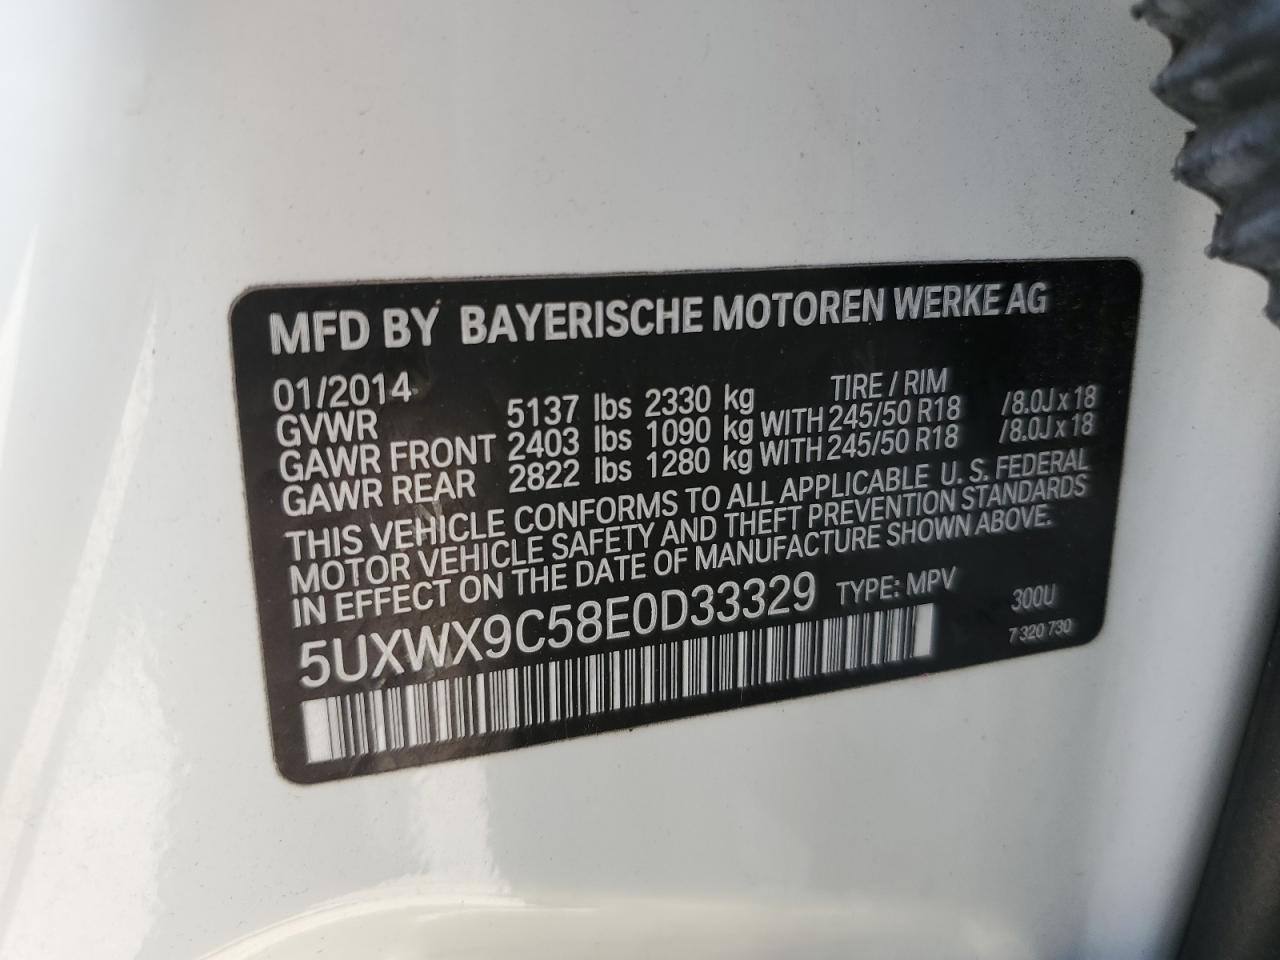 MFD BY BAYERISCHE MOTOREN WERKE AG
01/2014 TIRE / RIM
GVWR 5137 lbs 2330 kg
GAWR FRONT 2403 lbs 1090 kg WITH 245/50 R18 /8.0J x 18
GAWR REAR 2822 lbs 1280 kg WITH 245/50 R18 /8.0J x 18
THIS VEHICLE CONFORMS TO ALL APPLICABLE U. S. FEDERAL
MOTOR VEHICLE SAFETY AND THEFT PREVENTION STANDARDS
IN EFFECT ON THE DATE OF MANUFACTURE SHOWN ABOVE.
5UXWX9C58E0D33329 TYPE: MPV 300U
7 320 730